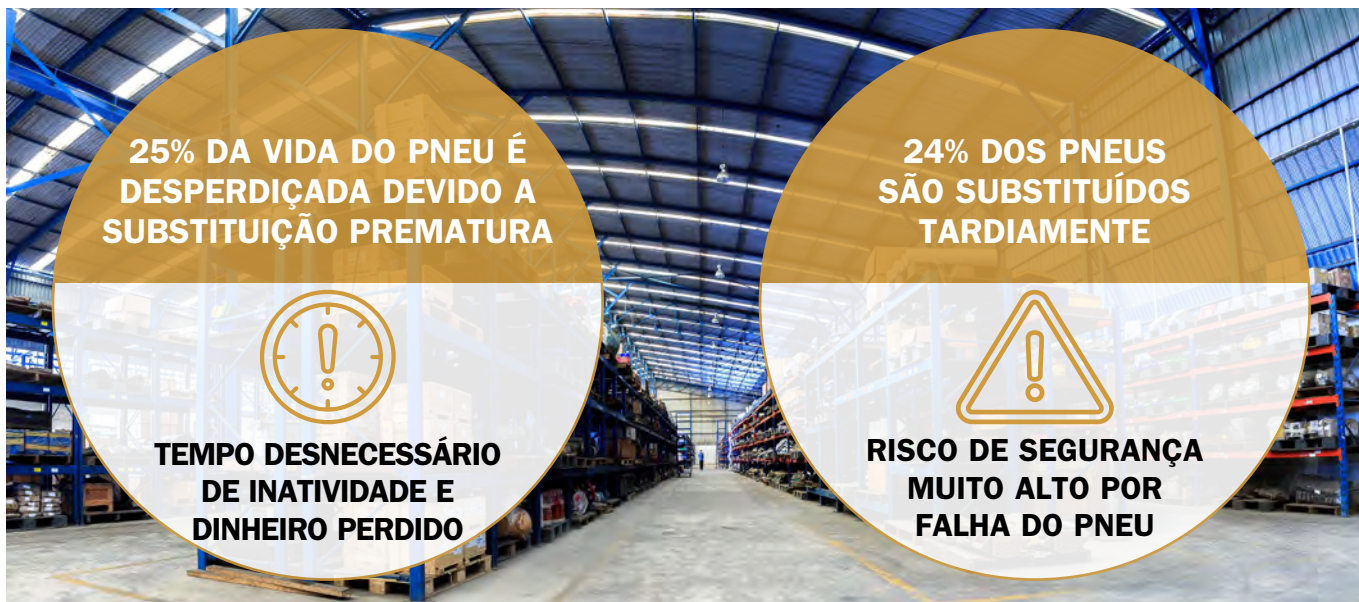 25% DA VIDA DO PNEU É
DESPERDIÇADA DEVIDO A
SUBSTITUIÇÃO PREMATURA
TEMPO DESNECESSÁRIO
DE INATIVIDADE E
DINHEIRO PERDIDO
24% DOS PNEUS
SÃO SUBSTITUÍDOS
TARDIAMENTE
RISCO DE SEGURANÇA
MUITO ALTO POR
FALHA DO PNEU